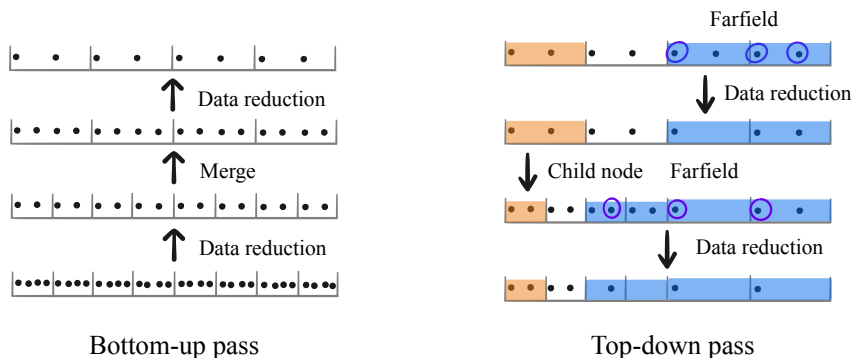 Data reduction
Merge
Data reduction
Bottom-up pass
Farfield
Data reduction
Child node
Farfield
Data reduction
Top-down pass